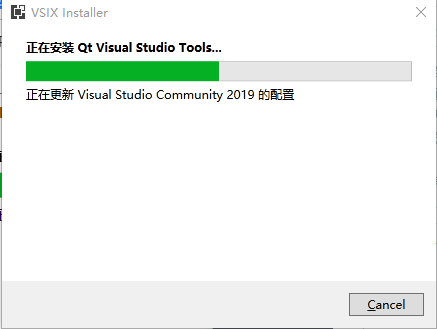 VSIX Installer
正在安装 Qt Visual Studio Tools...
正在更新 Visual Studio Community 2019 的配置
Cancel